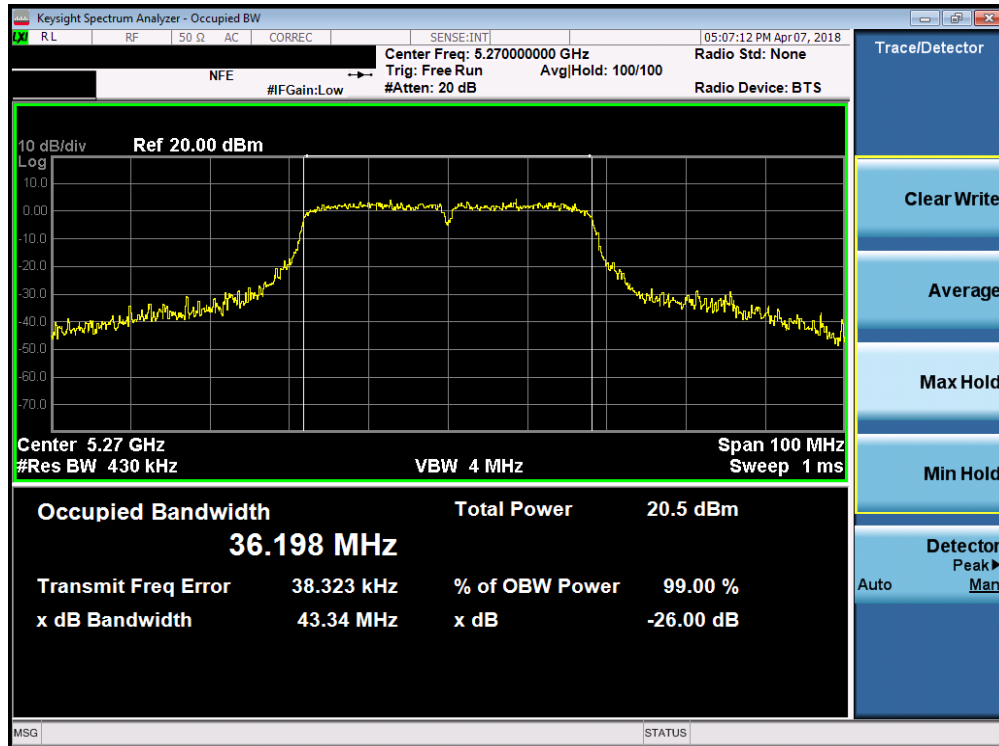 Keysight Spectrum Analyzer - Occupied BW
LXI RL RF 50 Ω AC CORREC SENSE:INT 05:07:12 PM Apr 07, 2018
Center Freq: 5.270000000 GHz Radio Std: None
NFE Trig: Free Run Avg|Hold: 100/100
#IFGain:Low #Atten: 20 dB Radio Device: BTS
10 dB/div Ref 20.00 dBm
Log
10.0
0.00
-10.0
-20.0
-30.0
-40.0
-50.0
-60.0
-70.0
Center 5.27 GHz Span 100 MHz
#Res BW 430 kHz VBW 4 MHz Sweep 1 ms
Occupied Bandwidth Total Power 20.5 dBm
36.198 MHz
Transmit Freq Error 38.323 kHz % of OBW Power 99.00 %
x dB Bandwidth 43.34 MHz x dB -26.00 dB
Trace/Detector
Clear Write
Average
Max Hold
Min Hold
Detector
Peak▶
Auto Man
MSG STATUS